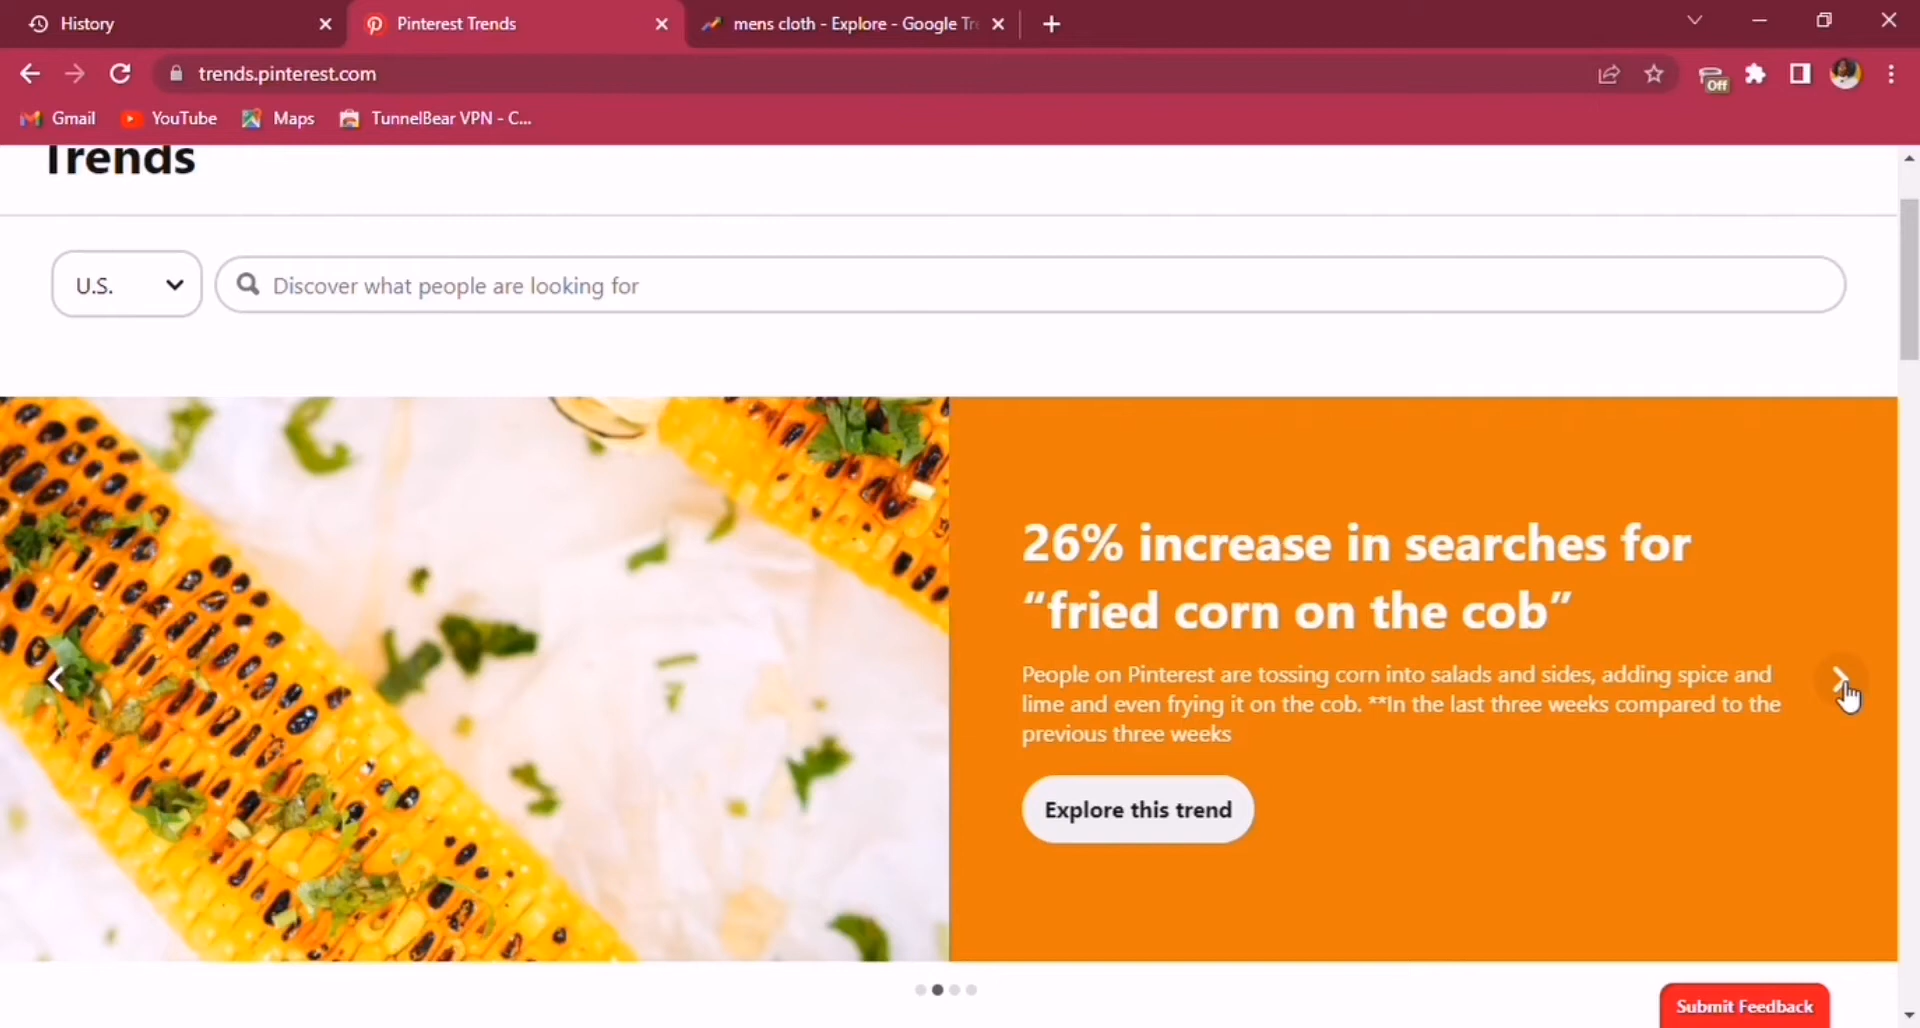 History
Pinterest Trends
mens cloth - Explore - Google Tre
trends.pinterest.com
Off
Gmail
YouTube
Maps
TunnelBear VPN - C...
Trends
U.S.
Discover what people are looking for
26% increase in searches for
“fried corn on the cob”
People on Pinterest are tossing corn into salads and sides, adding spice and
lime and even frying it on the cob. **In the last three weeks compared to the
previous three weeks
Explore this trend
Submit Feedback